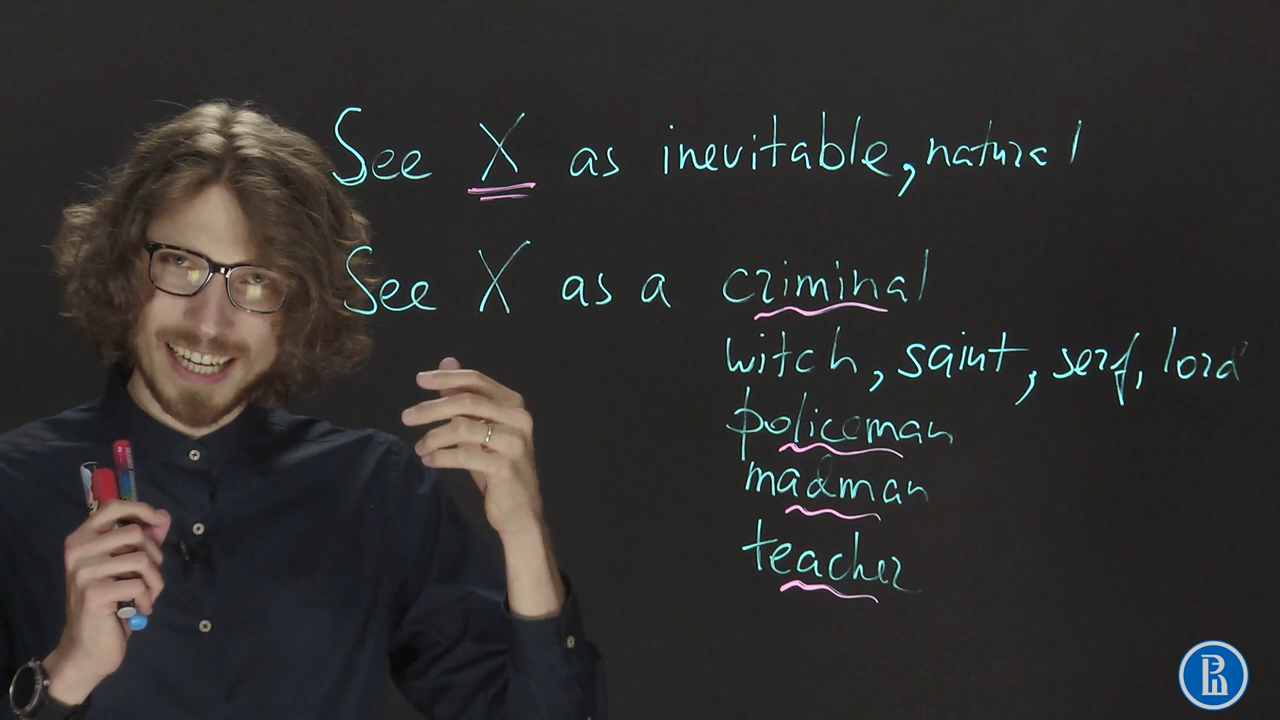 See X as inevitable, natural
See X as a criminal
witch, saint, serf, lord
policeman
madman
teacher